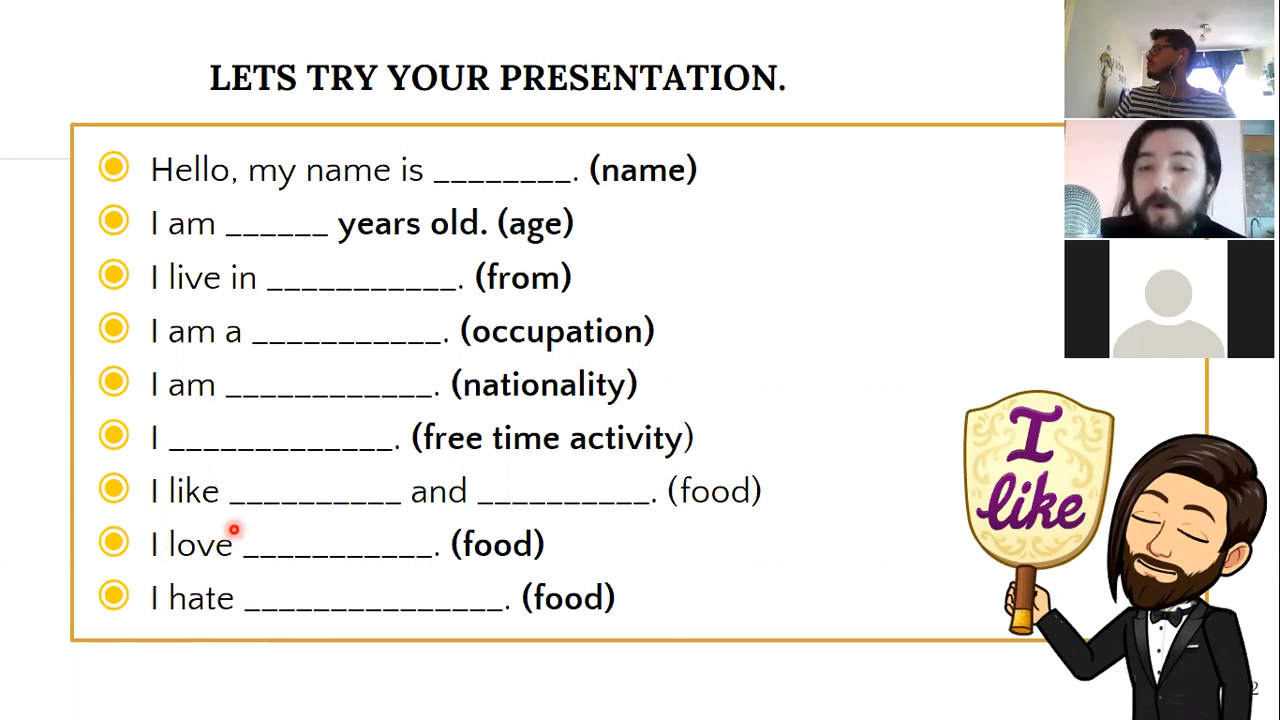 LETS TRY YOUR PRESENTATION.
Hello, my name is ________. (name)
I am ______ years old. (age)
I live in ___________. (from)
I am a ___________. (occupation)
I am ____________. (nationality)
I _____________. (free time activity)
I like __________ and __________. (food)
I love ___________. (food)
I hate _______________. (food)
I
like
2